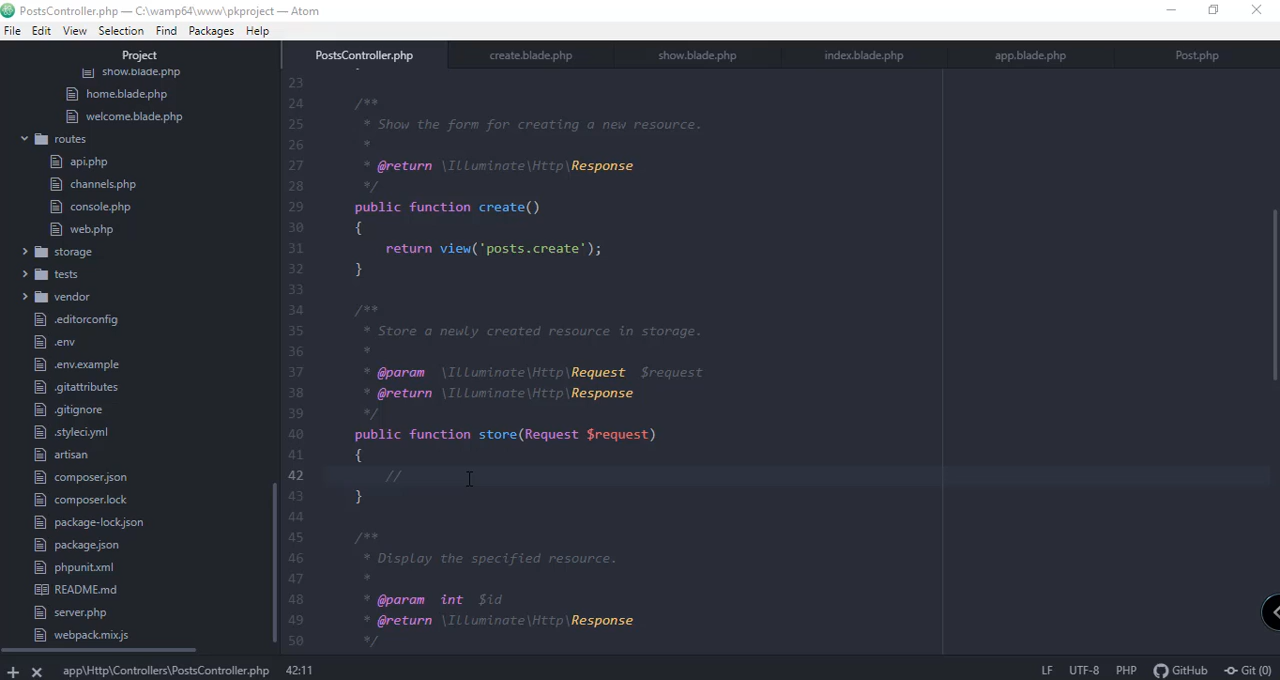 PostsController.php — C:\wamp64\www\pkproject — Atom
File Edit View Selection Find Packages Help
Project
show.blade.php
home.blade.php
welcome.blade.php
routes
api.php
channels.php
console.php
web.php
storage
tests
vendor
.editorconfig
.env
.env.example
.gitattributes
.gitignore
.styleci.yml
artisan
composer.json
composer.lock
package-lock.json
package.json
phpunit.xml
README.md
server.php
webpack.mix.js
PostsController.php create.blade.php show.blade.php index.blade.php app.blade.php Post.php
23
24 /**
25 * Show the form for creating a new resource.
26 *
27 * @return \Illuminate\Http\Response
28 */
29 public function create()
30 {
31 return view('posts.create');
32 }
33
34 /**
35 * Store a newly created resource in storage.
36 *
37 * @param \Illuminate\Http\Request $request
38 * @return \Illuminate\Http\Response
39 */
40 public function store(Request $request)
41 {
42 //
43 }
44
45 /**
46 * Display the specified resource.
47 *
48 * @param int $id
49 * @return \Illuminate\Http\Response
50 */
app\Http\Controllers\PostsController.php 42:11 LF UTF-8 PHP GitHub Git (0)